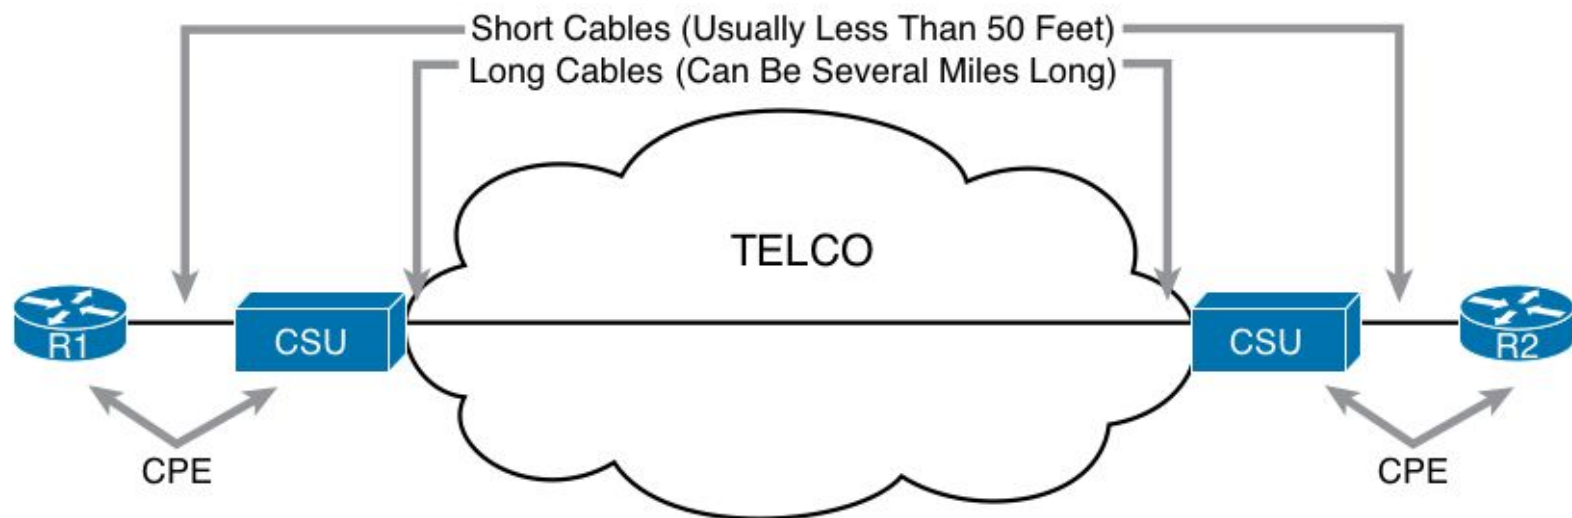 Short Cables (Usually Less Than 50 Feet)
Long Cables (Can Be Several Miles Long)
TELCO
R1
CSU
CSU
R2
CPE
CPE